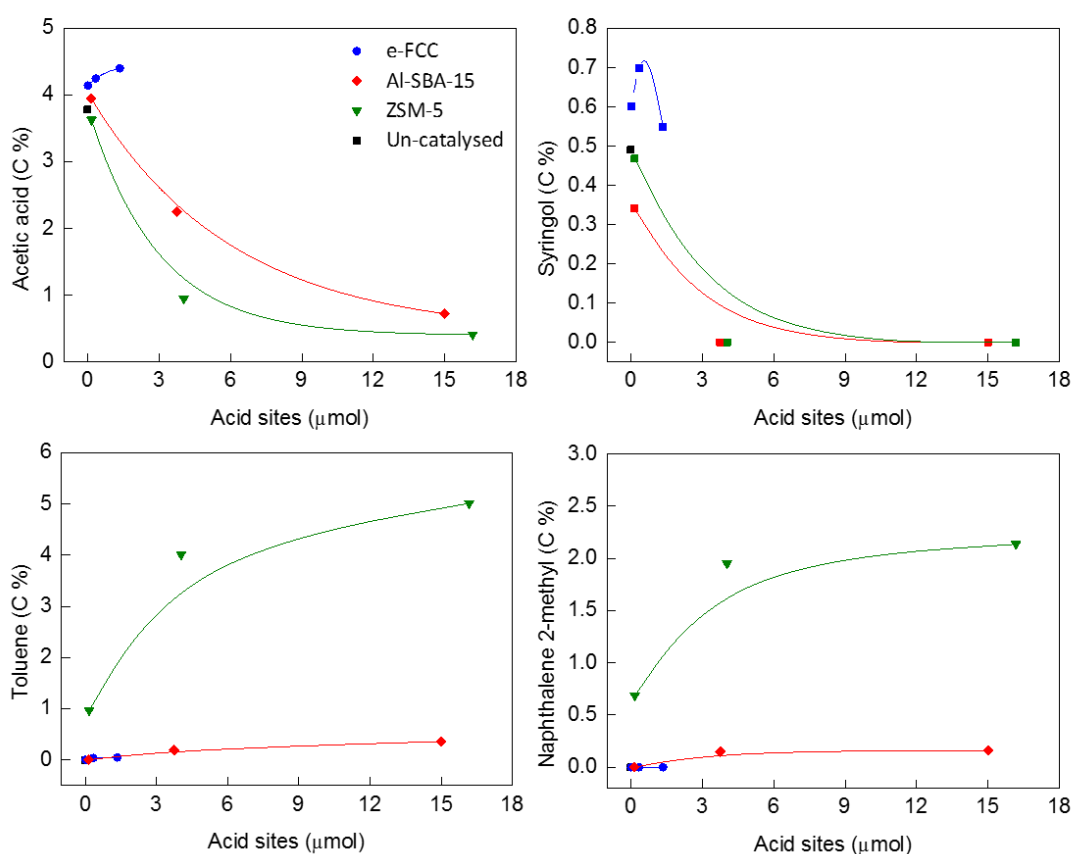 5
4
3
2
1
0
Acetic acid (C %)
e-FCC
Al-SBA-15
ZSM-5
Un-catalysed
0 3 6 9 12 15 18
Acid sites (μmol)
0.8
0.7
0.6
0.5
0.4
0.3
0.2
0.1
0.0
Syringol (C %)
0 3 6 9 12 15 18
Acid sites (μmol)
6
5
4
3
2
1
0
Toluene (C %)
0 3 6 9 12 15 18
Acid sites (μmol)
3.0
2.5
2.0
1.5
1.0
0.5
0.0
Naphthalene 2-methyl (C %)
0 3 6 9 12 15 18
Acid sites (μmol)